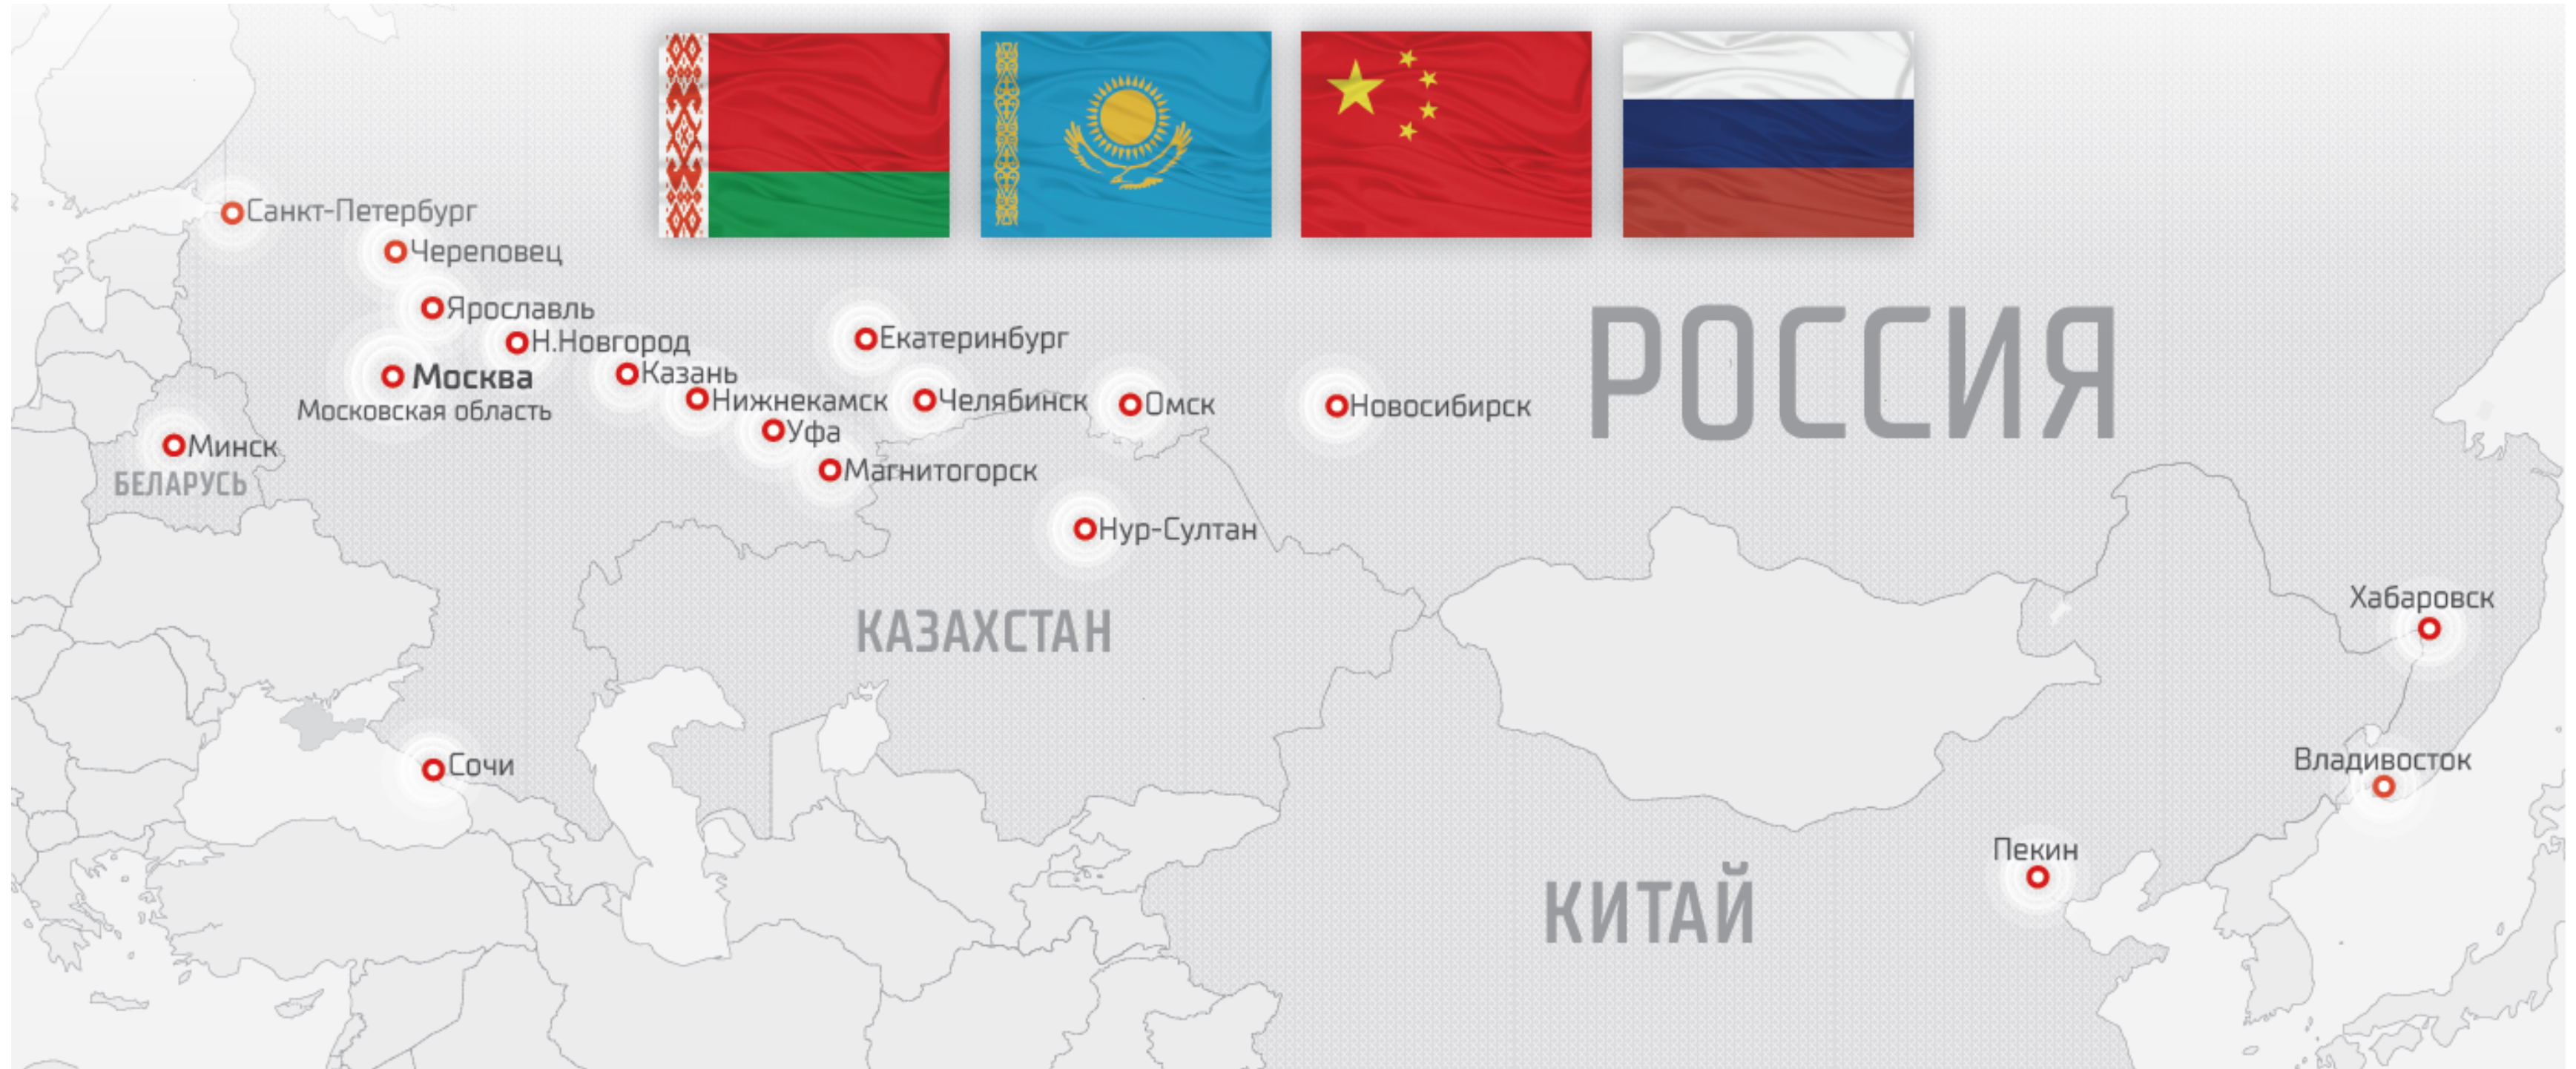 Санкт-Петербург
Череповец
Ярославль
Н.Новгород
Екатеринбург
РОССИЯ
Москва
Казань
Московская область
Нижнекамск
Челябинск
Омск
Новосибирск
Уфа
Минск
БЕЛАРУСЬ
Магнитогорск
Нур-Султан
КАЗАХСТАН
Хабаровск
Сочи
Владивосток
Пекин
КИТАЙ